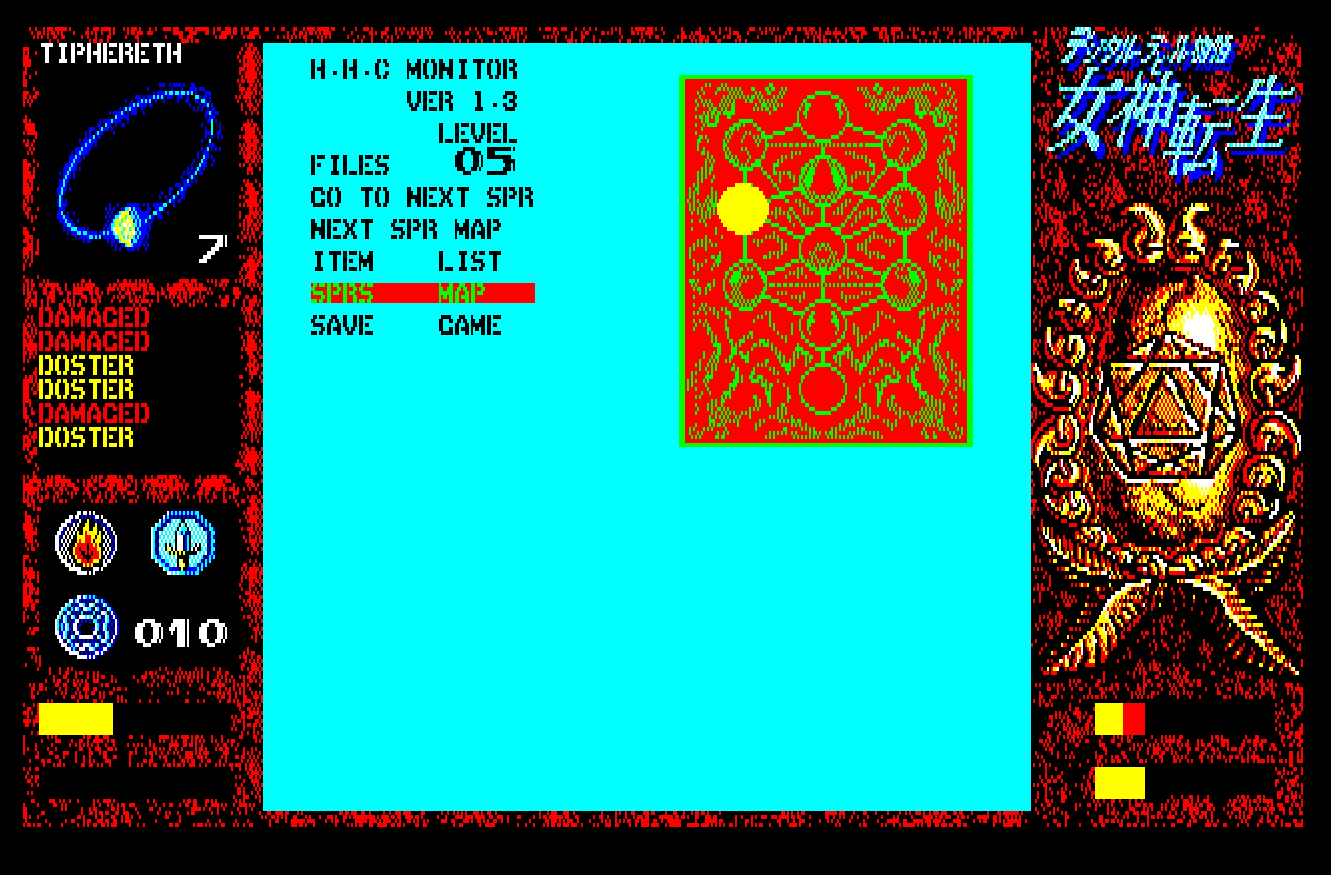 TIPHERETH
7
DAMAGED
DAMAGED
DOSTER
DOSTER
DAMAGED
DOSTER
010
H.H.C MONITOR
VER 1.3
LEVEL
FILES 05
GO TO NEXT SPR
NEXT SPR MAP
ITEM LIST
SPRS MAP
SAVE GAME
デジタル・デビル物語
女神転生